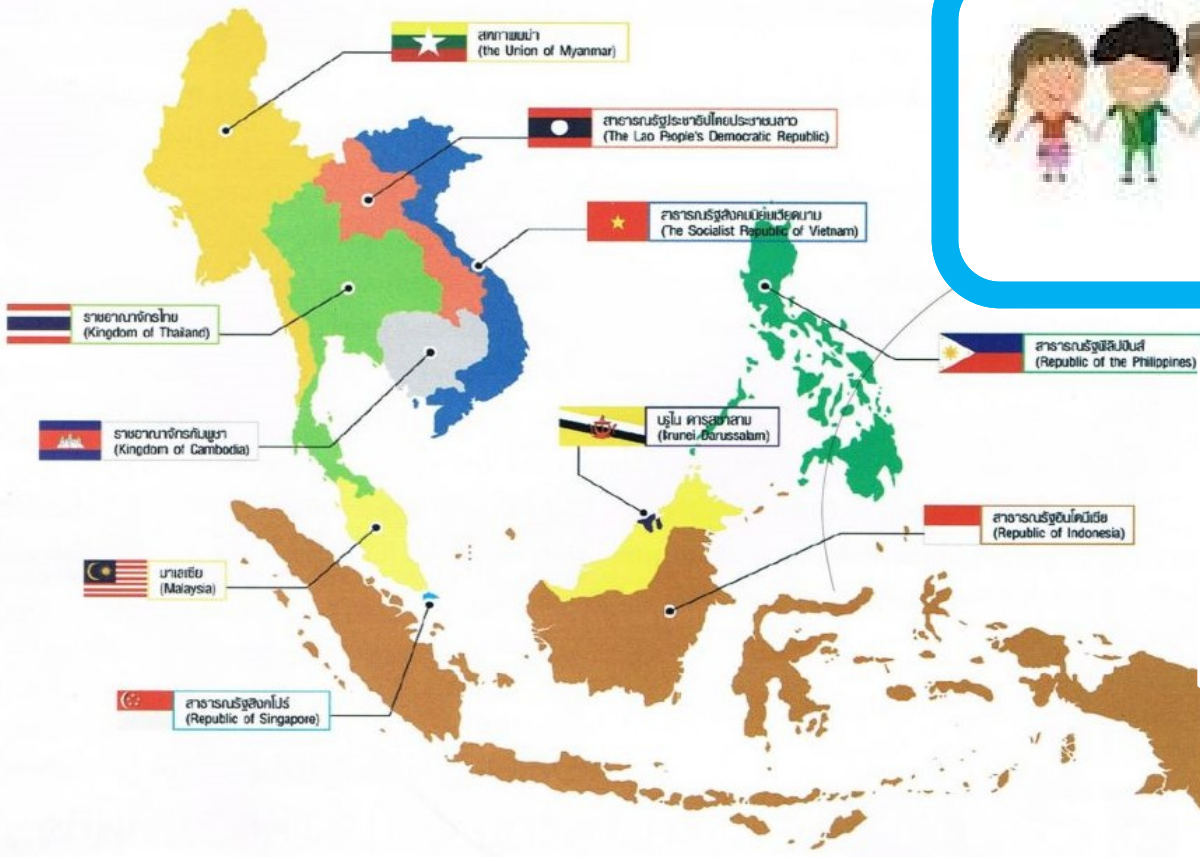 สหภาพพม่า
(the Union of Myanmar)
สาธารณรัฐประชาธิปไตยประชาชนลาว
(The Lao People's Democratic Republic)
สาธารณรัฐสังคมนิยมเวียดนาม
(The Socialist Republic of Vietnam)
ราชอาณาจักรไทย
(Kingdom of Thailand)
สาธารณรัฐฟิลิปปินส์
(Republic of the Philippines)
ราชอาณาจักรกัมพูชา
(Kingdom of Cambodia)
บรูไน ดารุสซาลาม
(Brunei Darussalam)
สาธารณรัฐอินโดนีเซีย
(Republic of Indonesia)
มาเลเซีย
(Malaysia)
สาธารณรัฐสิงคโปร์
(Republic of Singapore)